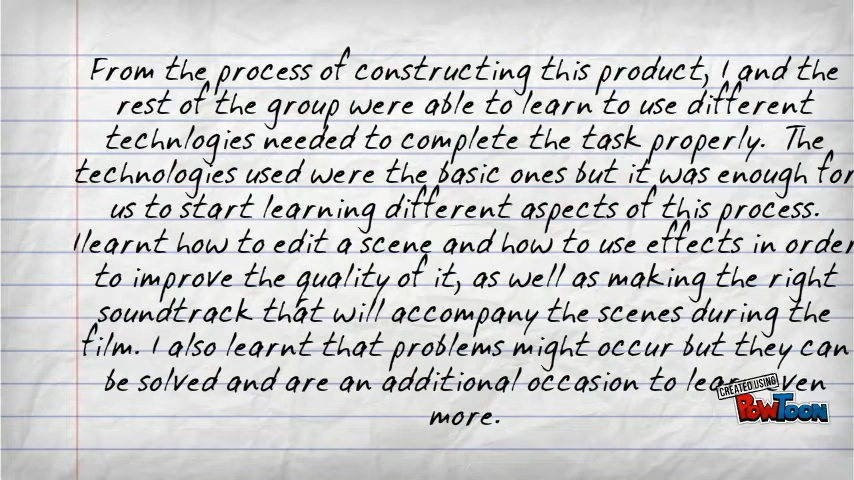 From the process of constructing this product, I and the
rest of the group were able to learn to use different
technlogies needed to complete the task properly. The
technologies used were the basic ones but it was enough for
us to start learning different aspects of this process.
I learnt how to edit a scene and how to use effects in order
to improve the quality of it, as well as making the right
soundtrack that will accompany the scenes during the
film. I also learnt that problems might occur but they can
be solved and are an additional occasion to learn even
more.
CREATED USING
POWTOON